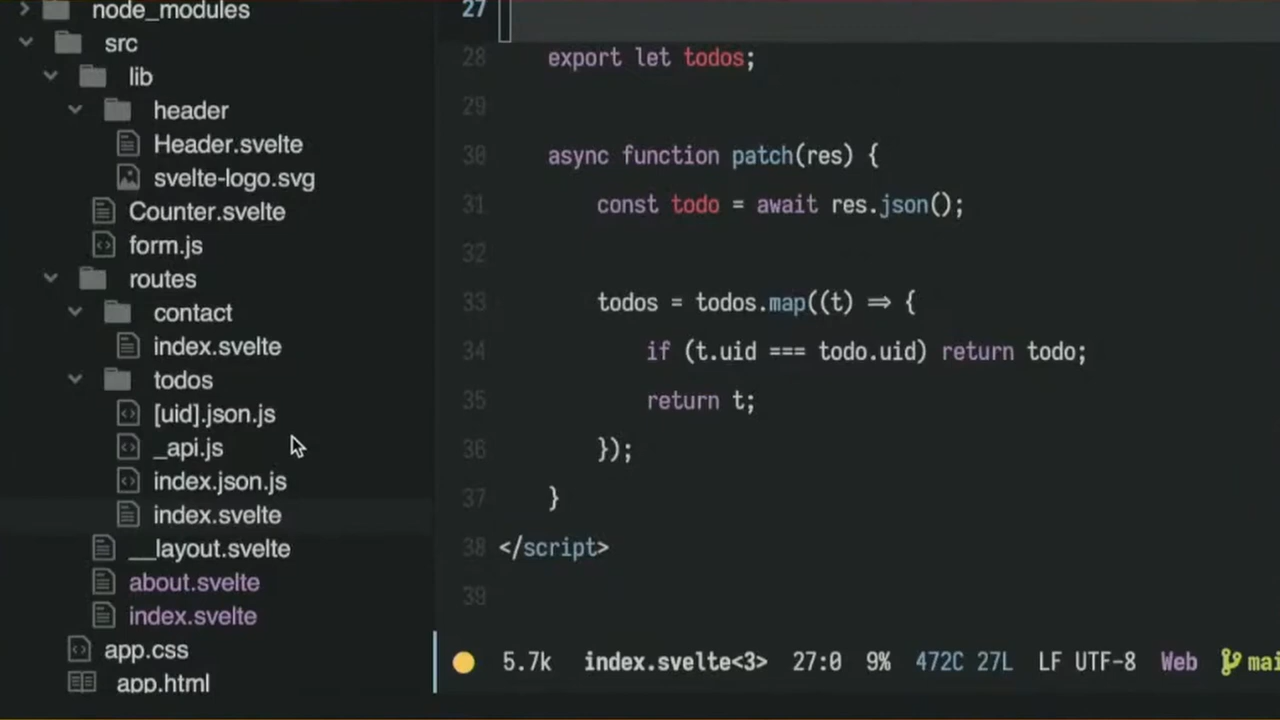 node_modules
src
lib
header
Header.svelte
svelte-logo.svg
Counter.svelte
form.js
routes
contact
index.svelte
todos
[uid].json.js
_api.js
index.json.js
index.svelte
__layout.svelte
about.svelte
index.svelte
app.css
app.html
27
28 export let todos;
29
30 async function patch(res) {
31 const todo = await res.json();
32
33 todos = todos.map((t) => {
34 if (t.uid === todo.uid) return todo;
35 return t;
36 });
37 }
38 </script>
39
5.7k index.svelte<3> 27:0 9% 472C 27L LF UTF-8 Web mai